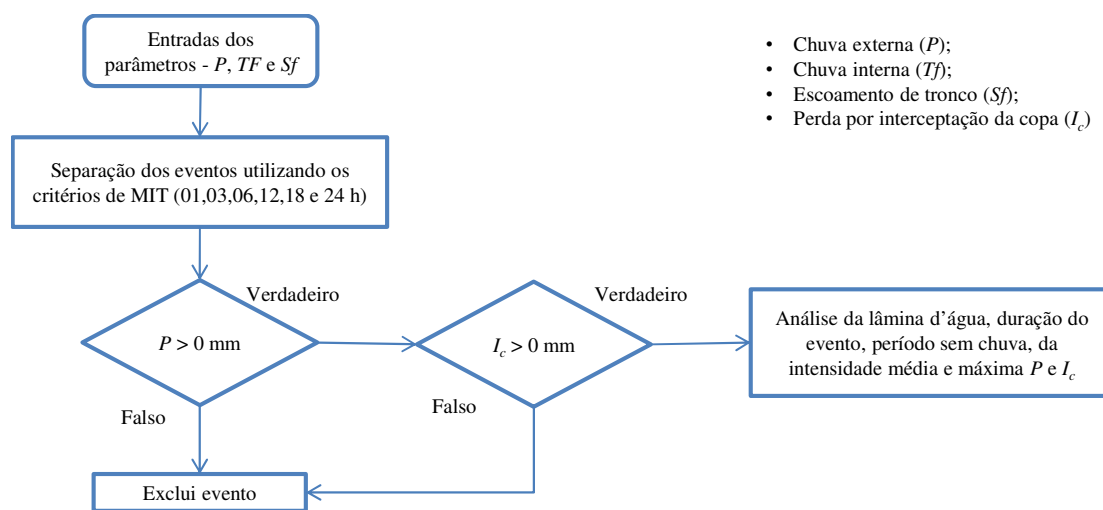 Entradas dos
parâmetros - P, TF e Sf
• Chuva externa (P);
• Chuva interna (Tf);
• Escoamento de tronco (Sf);
• Perda por interceptação da copa (Ic)
Separação dos eventos utilizando os
critérios de MIT (01,03,06,12,18 e 24 h)
Verdadeiro
P > 0 mm
Falso
Verdadeiro
Ic > 0 mm
Falso
Análise da lâmina d’água, duração do
evento, período sem chuva, da
intensidade média e máxima P e Ic
Exclui evento